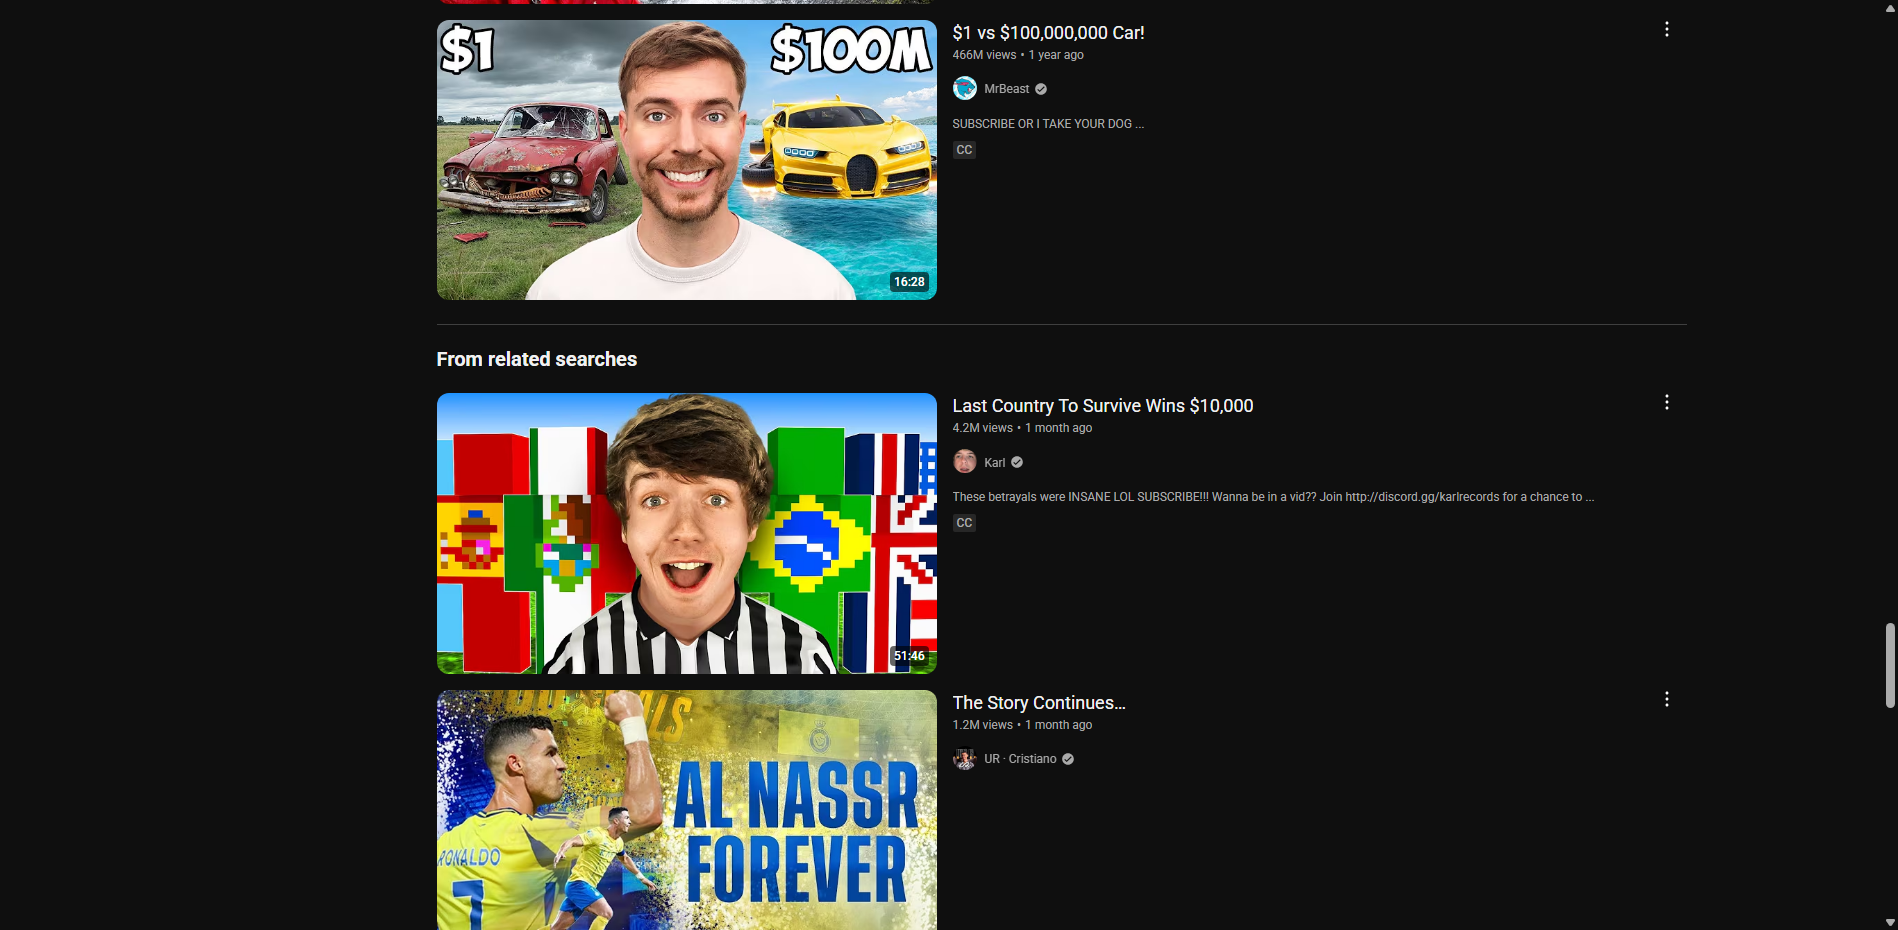 $1
$100M
16:28
$1 vs $100,000,000 Car!
466M views • 1 year ago
MrBeast
SUBSCRIBE OR I TAKE YOUR DOG ...
CC
From related searches
51:46
Last Country To Survive Wins $10,000
4.2M views • 1 month ago
Karl
These betrayals were INSANE LOL SUBSCRIBE!!! Wanna be in a vid?? Join http://discord.gg/karlrecords for a chance to ...
CC
RONALDO
7
AL NASSR
FOREVER
The Story Continues...
1.2M views • 1 month ago
UR · Cristiano